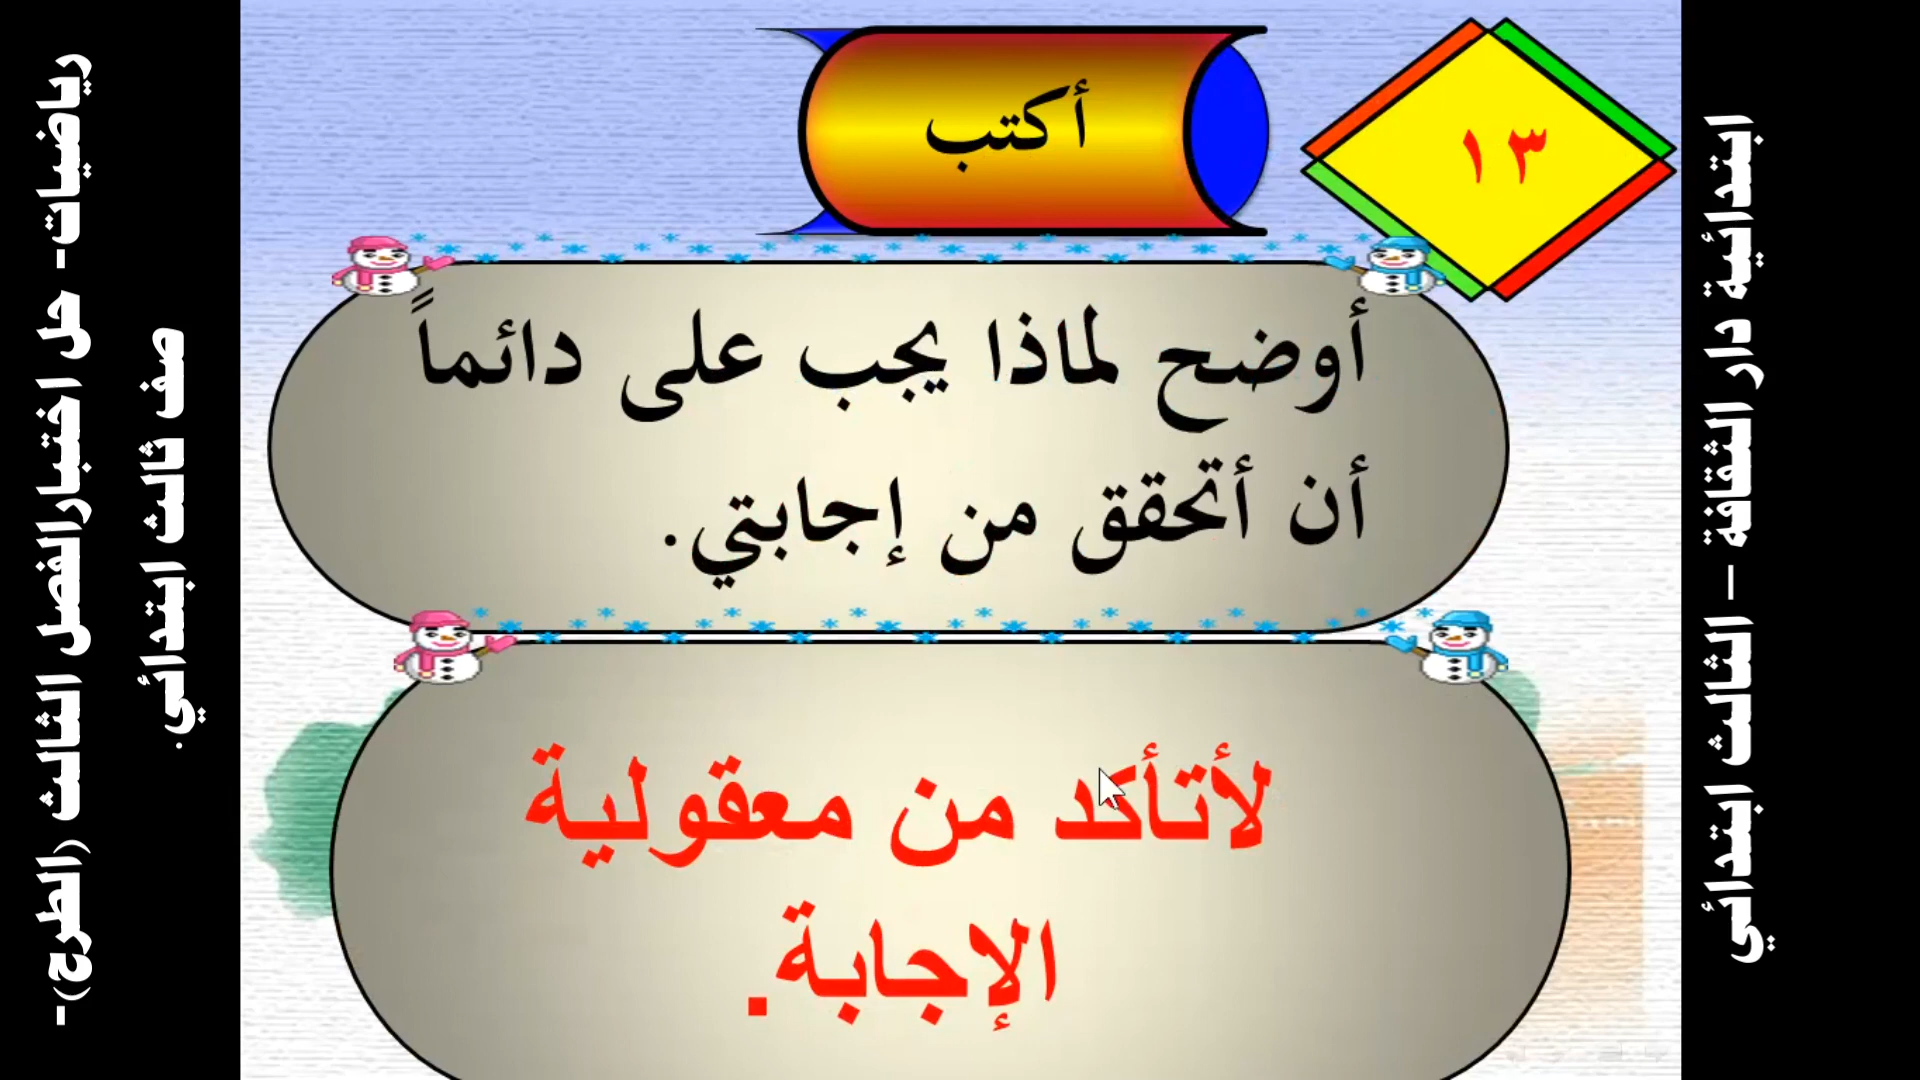 ابتدائية دار الثقافة – الثالث ابتدائي
١٣
أكتب
أوضح لماذا يجب على دائماً
أن أتحقق من إجابتي.
لأتأكد من معقولية
الإجابة.
رياضيات- حل اختبارالفصل الثالث (الطرح)-
صف ثالث ابتدائي.